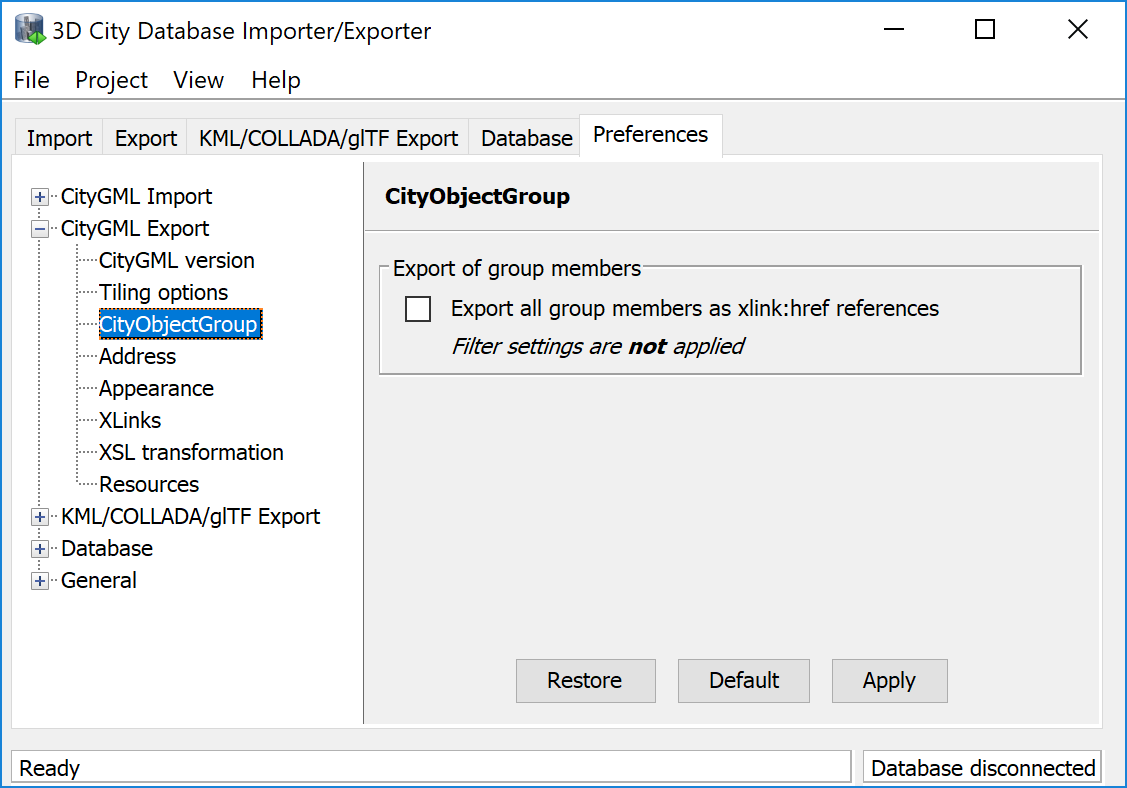 3D City Database Importer/Exporter
File Project View Help
Import Export KML/COLLADA/glTF Export Database Preferences
CityGML Import
CityGML Export
CityGML version
Tiling options
CityObjectGroup
Address
Appearance
XLinks
XSL transformation
Resources
KML/COLLADA/glTF Export
Database
General
CityObjectGroup
Export of group members
Export all group members as xlink:href references
Filter settings are not applied
Restore Default Apply
Ready Database disconnected